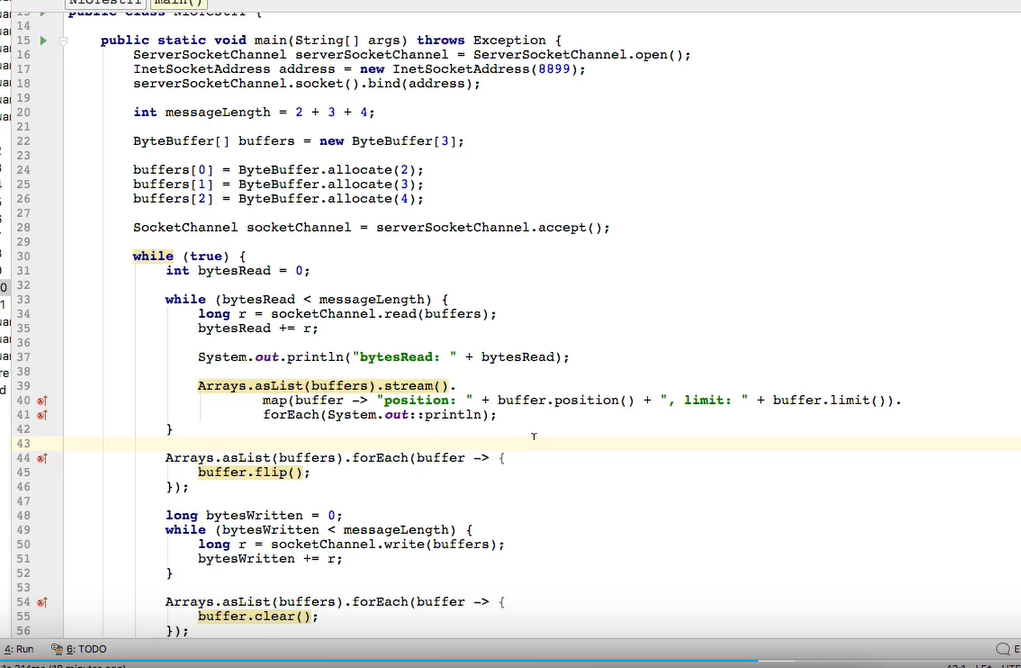 NioTest11 main()
public class NioTest11 {
14
15 public static void main(String[] args) throws Exception {
16 ServerSocketChannel serverSocketChannel = ServerSocketChannel.open();
17 InetSocketAddress address = new InetSocketAddress(8899);
18 serverSocketChannel.socket().bind(address);
19
20 int messageLength = 2 + 3 + 4;
21
22 ByteBuffer[] buffers = new ByteBuffer[3];
23
24 buffers[0] = ByteBuffer.allocate(2);
25 buffers[1] = ByteBuffer.allocate(3);
26 buffers[2] = ByteBuffer.allocate(4);
27
28 SocketChannel socketChannel = serverSocketChannel.accept();
29
30 while (true) {
31 int bytesRead = 0;
32
33 while (bytesRead < messageLength) {
34 long r = socketChannel.read(buffers);
35 bytesRead += r;
36
37 System.out.println("bytesRead: " + bytesRead);
38
39 Arrays.asList(buffers).stream().
40 map(buffer -> "position: " + buffer.position() + ", limit: " + buffer.limit()).
41 forEach(System.out::println);
42 }
43
44 Arrays.asList(buffers).forEach(buffer -> {
45 buffer.flip();
46 });
47
48 long bytesWritten = 0;
49 while (bytesWritten < messageLength) {
50 long r = socketChannel.write(buffers);
51 bytesWritten += r;
52 }
53
54 Arrays.asList(buffers).forEach(buffer -> {
55 buffer.clear();
56 });
4: Run 6: TODO